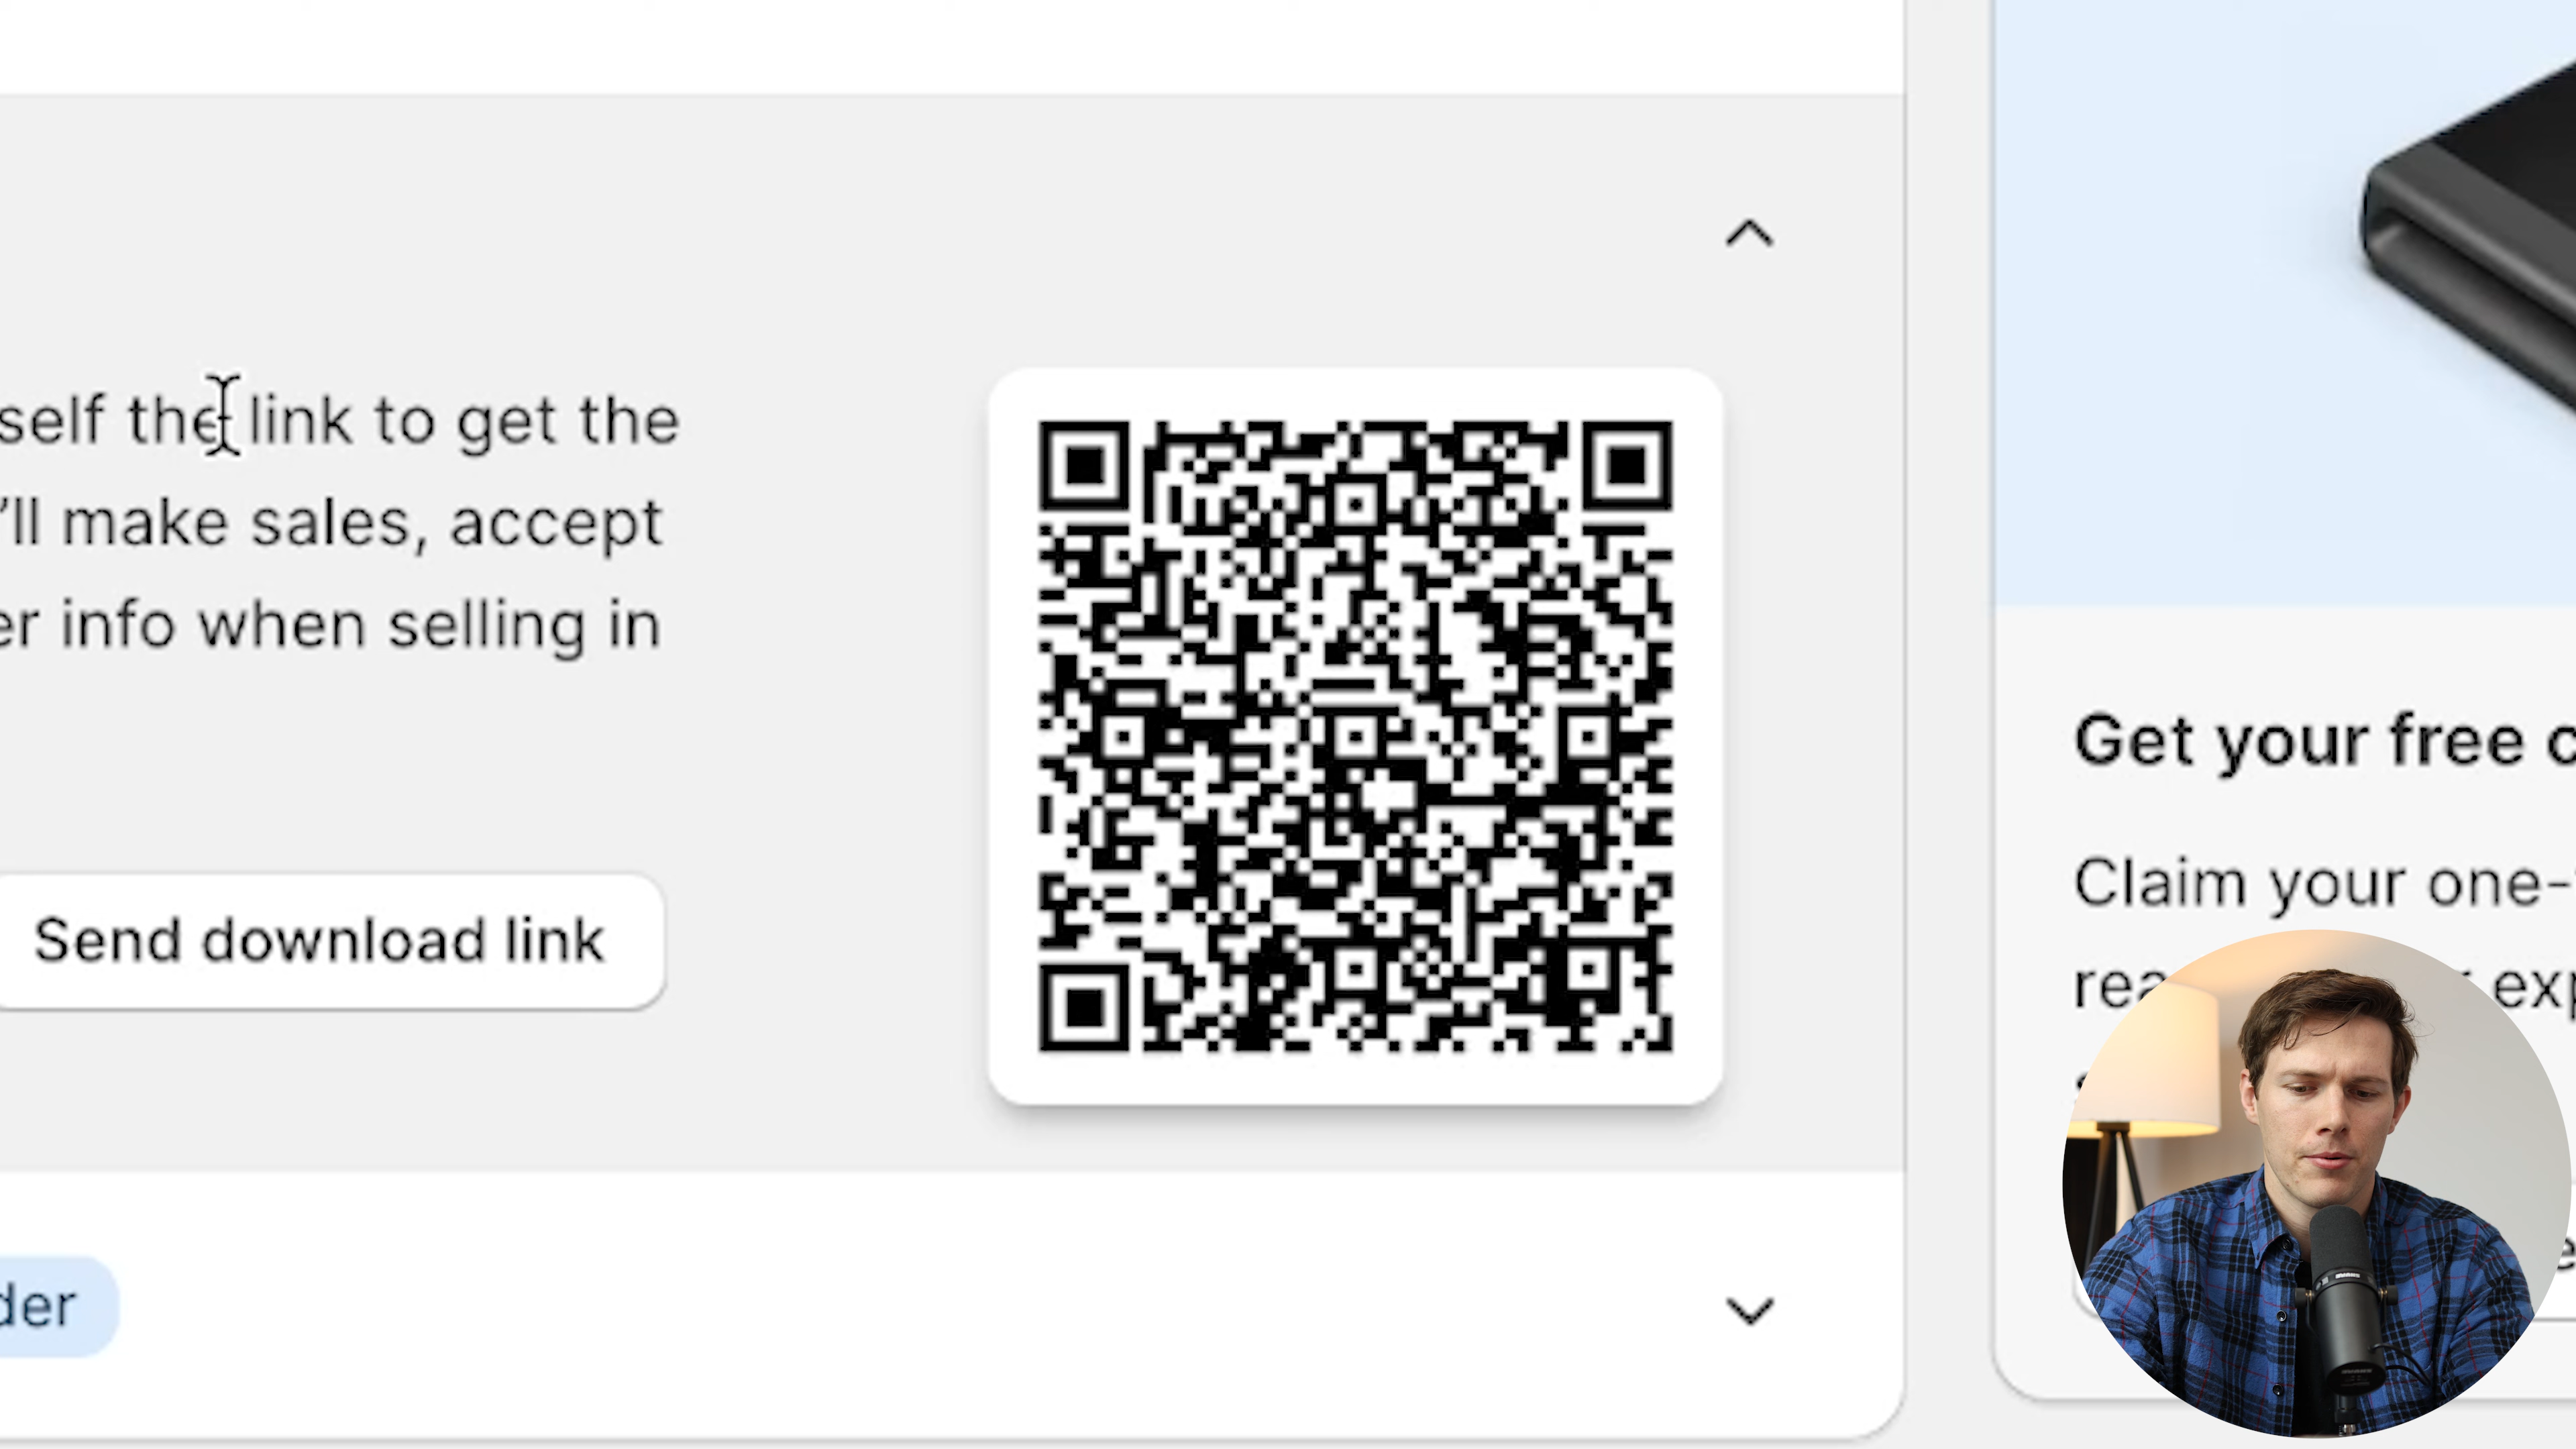 self the link to get the
'll make sales, accept
er info when selling in
Send download link
der
Get your free c
Claim your one-
exp